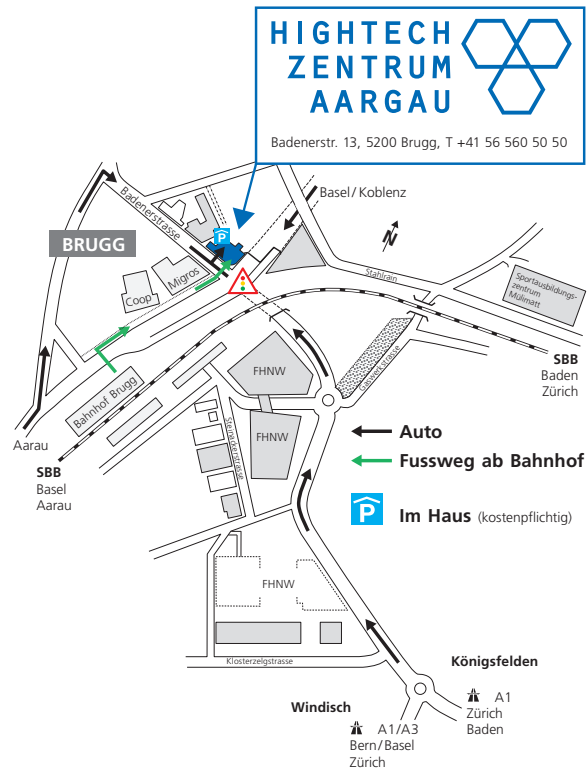 HIGHTECH
ZENTRUM
AARGAU
Badenerstr. 13, 5200 Brugg, T +41 56 560 50 50
Basel/Koblenz
Badenerstrasse
P
N
BRUGG
Stahlrain
Sportausbildungs-
zentrum
Mülimatt
Migros
Coop
Gaswerkstrasse
SBB
Baden
Zürich
FHNW
Bahnhof Brugg
Aarau
SBB
Basel
Aarau
Steinackerstrasse
FHNW
Auto
Fussweg ab Bahnhof
P Im Haus (kostenpflichtig)
FHNW
Klosterzelgstrasse
Königsfelden
A1
Zürich
Baden
Windisch
A1/A3
Bern/Basel
Zürich